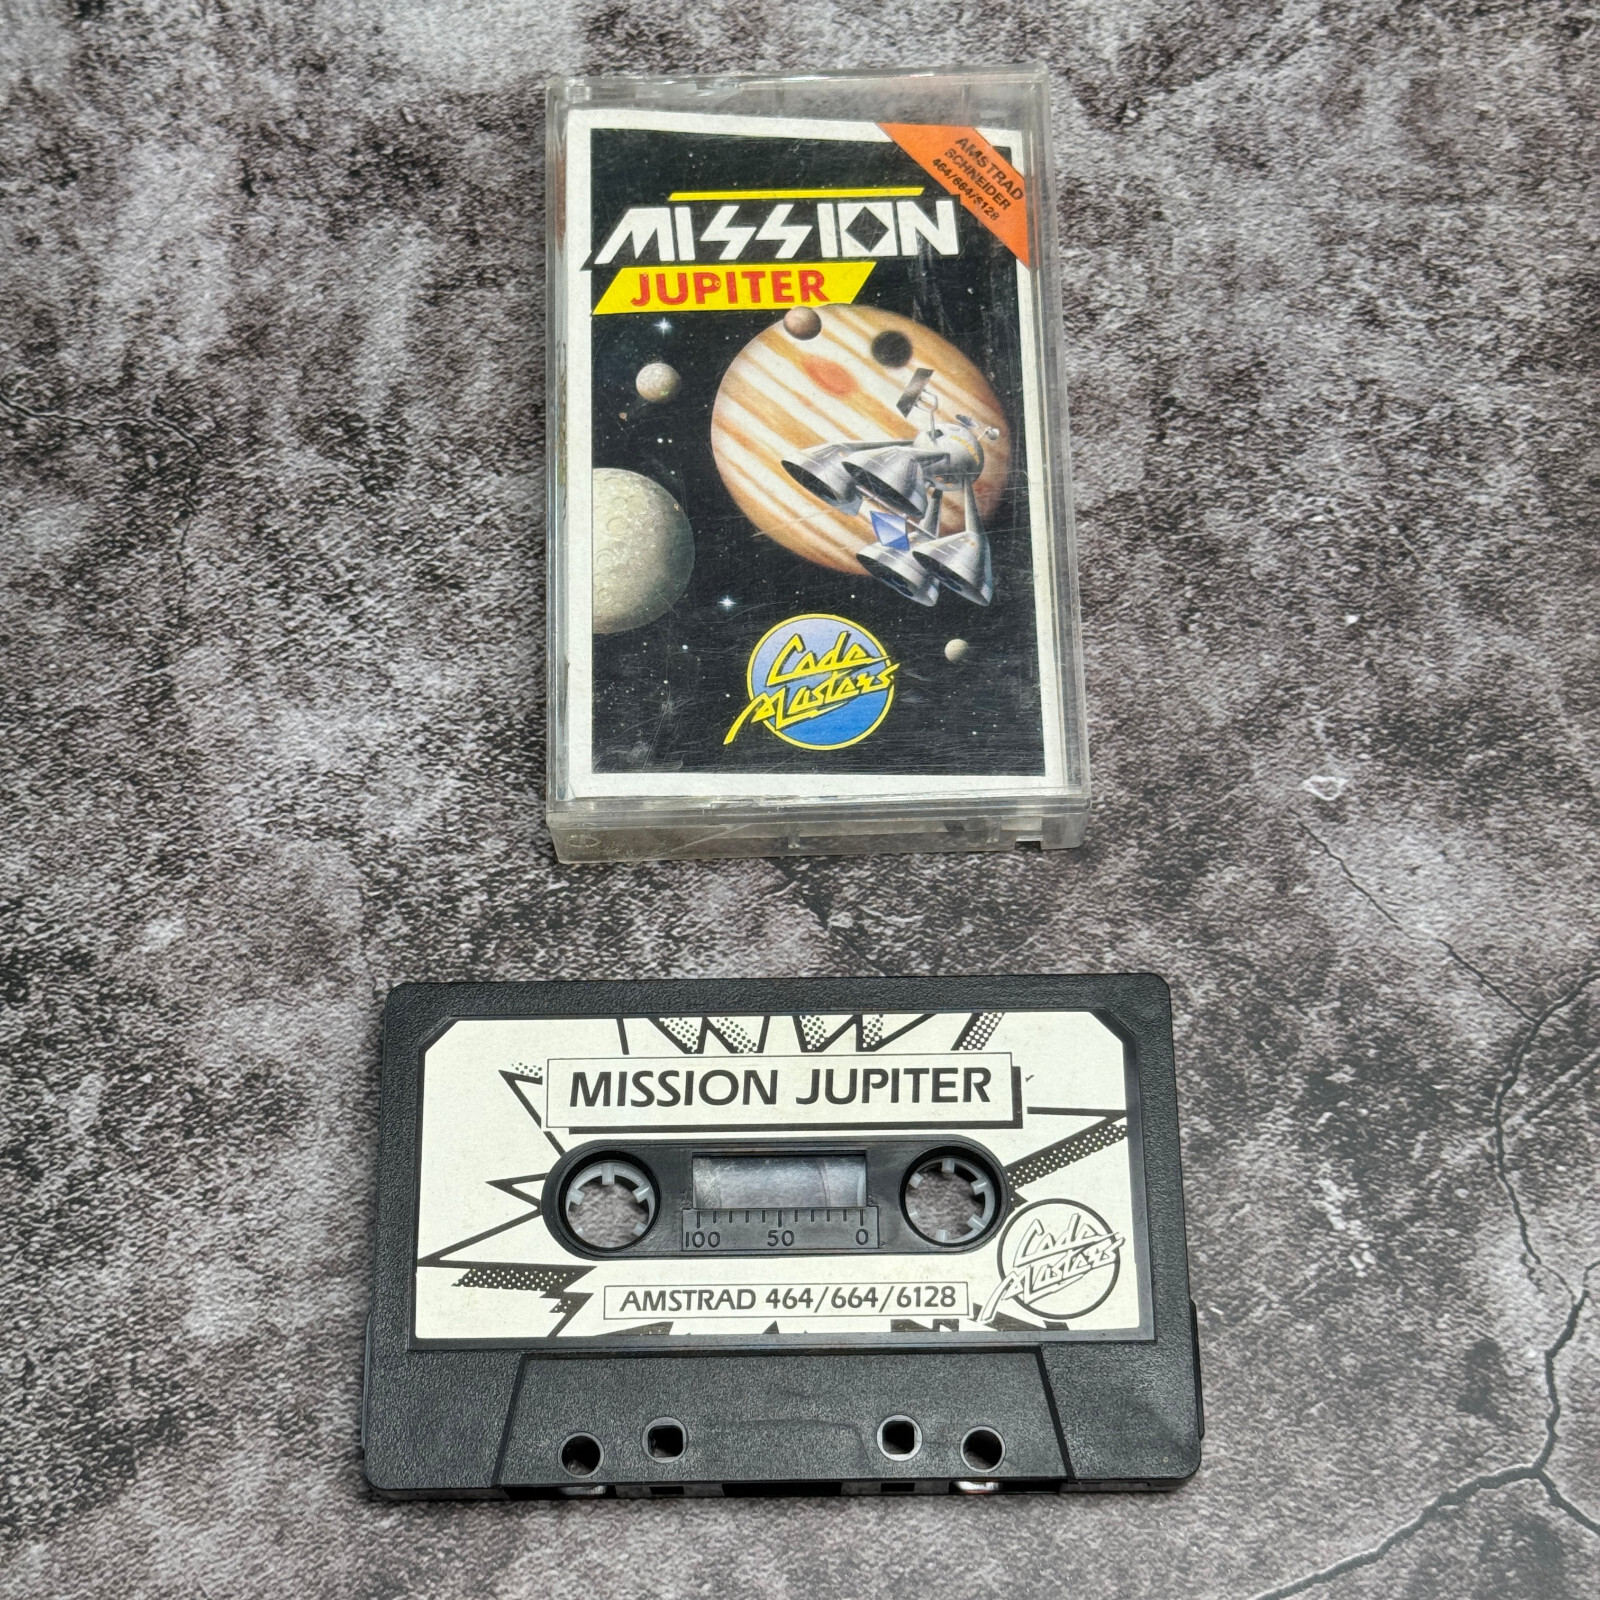 AMSTRAD
SCHNEIDER
464/664/6128
MISSION
JUPITER
Code
Masters
MISSION JUPITER
100 50 0
Code
Masters
AMSTRAD 464/664/6128